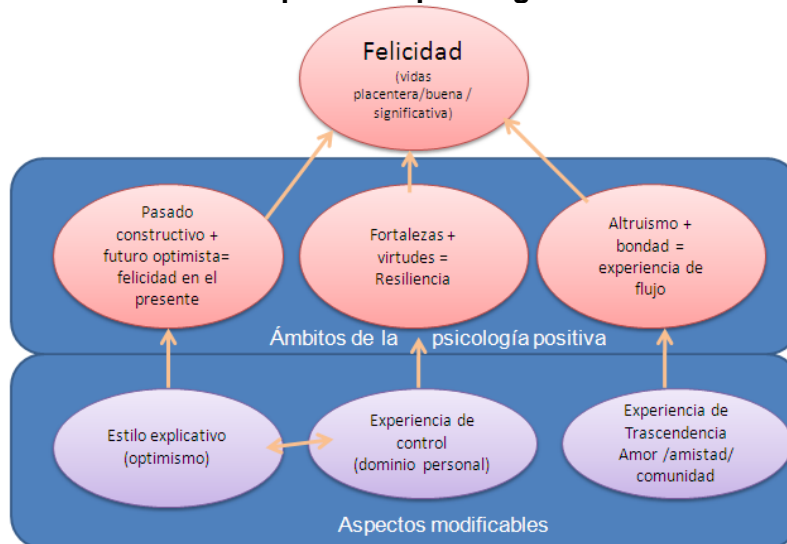 Felicidad
(vidas
placentera/buena /
significativa)
Pasado
constructivo +
futuro optimista=
felicidad en el
presente
Fortalezas +
virtudes =
Resiliencia
Altruismo +
bondad =
experiencia de
flujo
Ámbitos de la psicología positiva
Estilo explicativo
(optimismo)
Experiencia de
control
(dominio personal)
Experiencia de
Trascendencia
Amor /amistad/
comunidad
Aspectos modificables